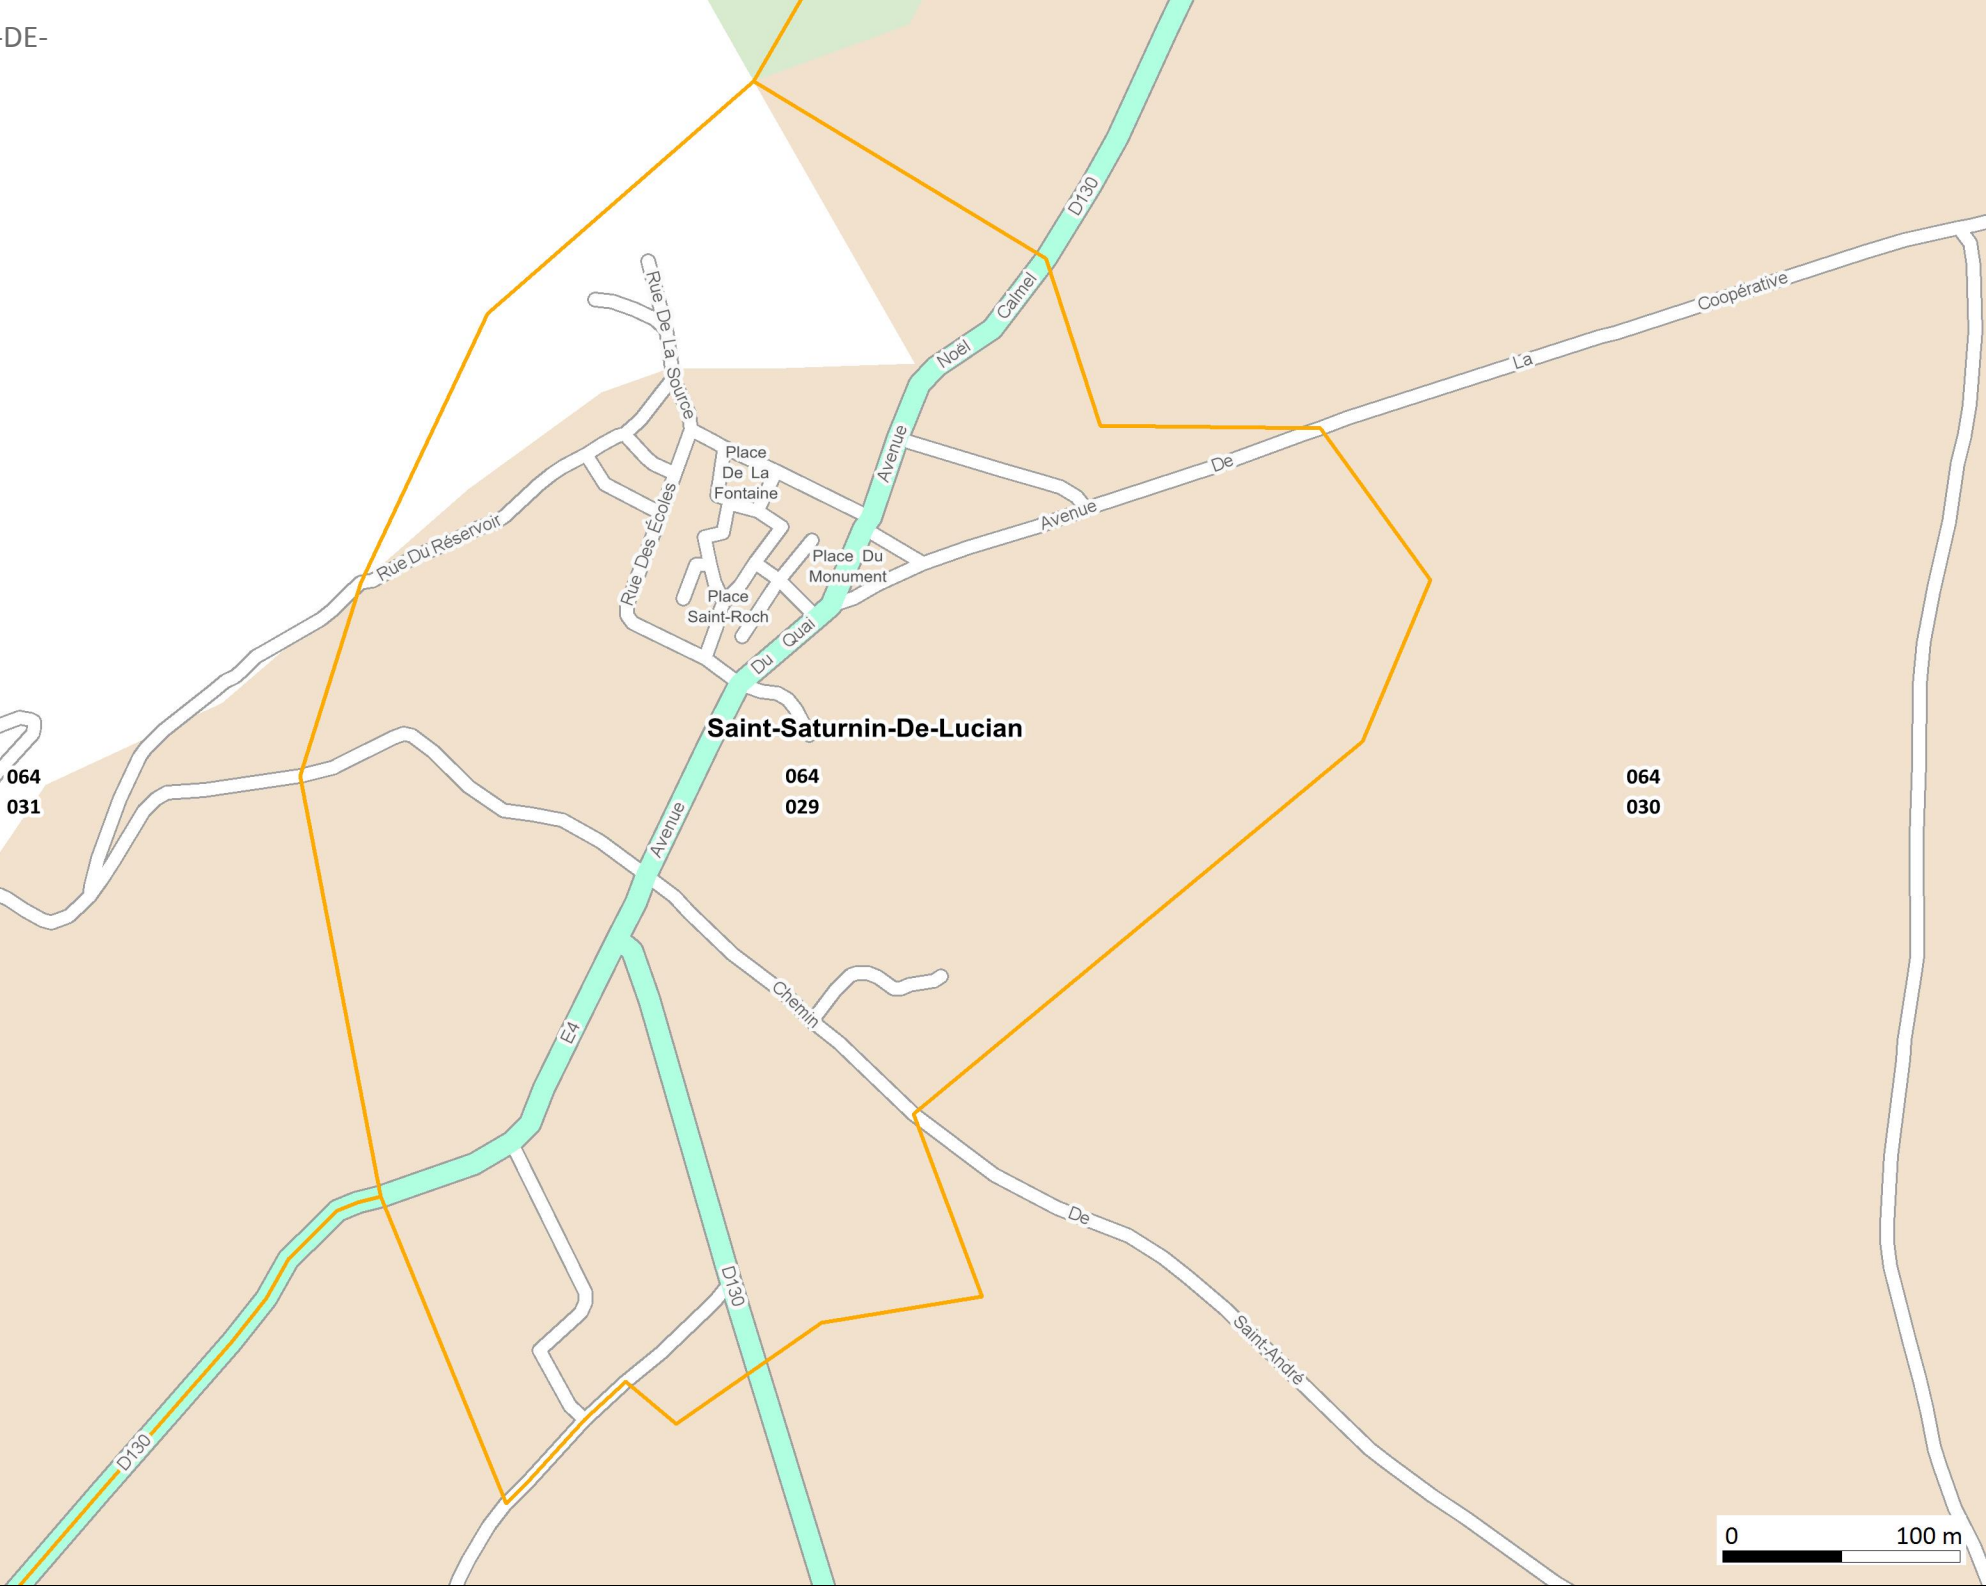 -DE-
D130
Calmel
Noël
Avenue
Rue De La Source
Coopérative
La
De
Avenue
Place
De La
Fontaine
Rue Du Réservoir
Rue Des Écoles
Place Du
Monument
Place
Saint-Roch
Quai
Du
Saint-Saturnin-De-Lucian
064
031
064
029
064
030
Avenue
Chemin
E4
De
D130
Saint-André
D130
0 100 m